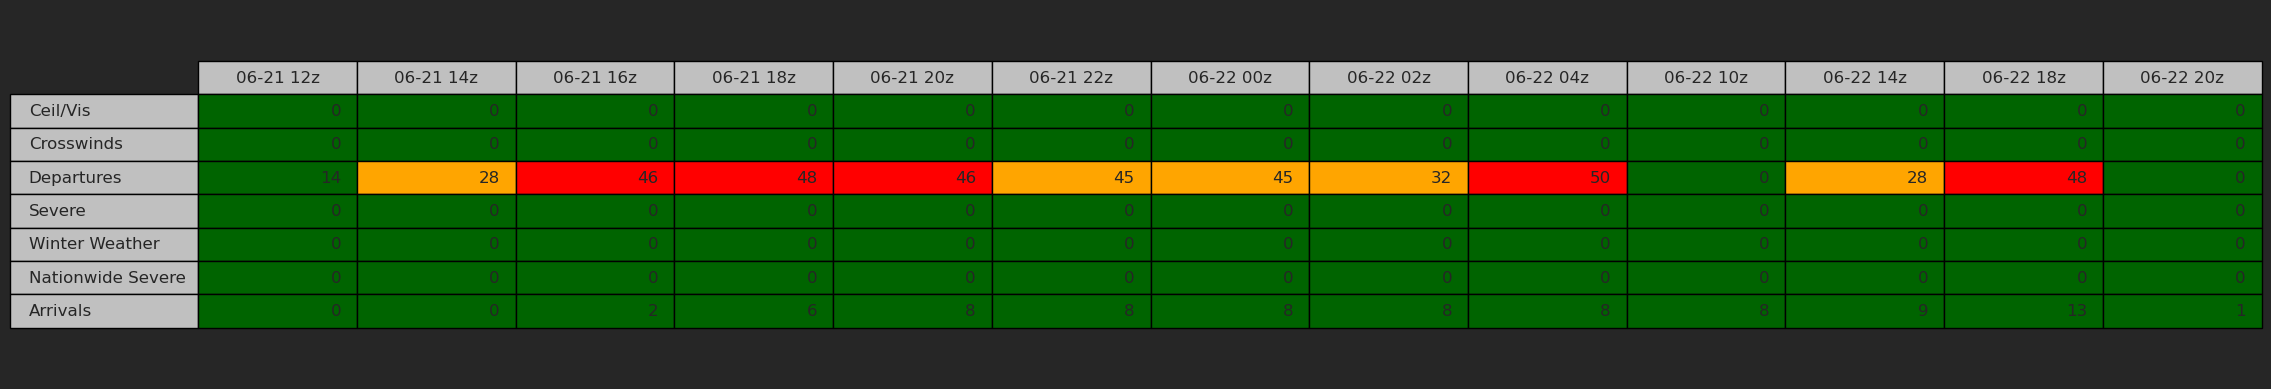 06-21 12z 06-21 14z 06-21 16z 06-21 18z 06-21 20z 06-21 22z 06-22 00z 06-22 02z 06-22 04z 06-22 10z 06-22 14z 06-22 18z 06-22 20z
Ceil/Vis 0 0 0 0 0 0 0 0 0 0 0 0 0
Crosswinds 0 0 0 0 0 0 0 0 0 0 0 0 0
Departures 14 28 46 48 46 45 45 32 50 0 28 48 0
Severe 0 0 0 0 0 0 0 0 0 0 0 0 0
Winter Weather 0 0 0 0 0 0 0 0 0 0 0 0 0
Nationwide Severe 0 0 0 0 0 0 0 0 0 0 0 0 0
Arrivals 0 0 2 6 8 8 8 8 8 8 9 13 1